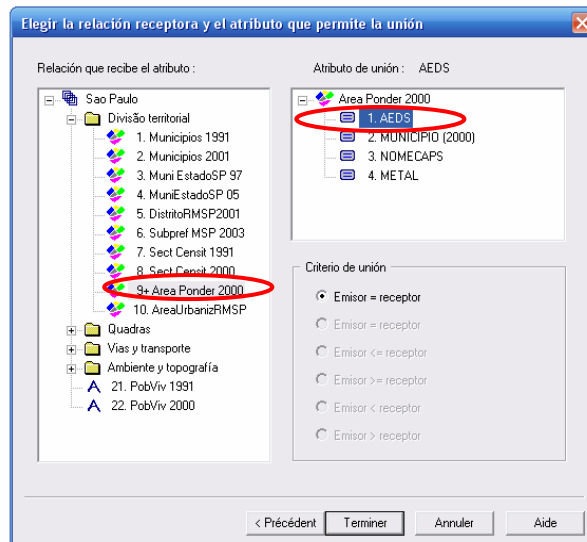 Elegir la relación receptora y el atributo que permite la unión
Relación que recibe el atributo :
Sao Paulo
Divisão territorial
1. Municipios 1991
2. Municipios 2001
3. Muni EstadoSP 97
4. MuniEstadoSP 05
5. DistritoRMSP2001
6. Subpref MSP 2003
7. Sect Censit 1991
8. Sect Censit 2000
9+ Area Ponder 2000
10. AreaUrbanizRMSP
Quadras
Vias y transporte
Ambiente y topografía
21. PobViv 1991
22. PobViv 2000
Atributo de unión : AEDS
Area Ponder 2000
1. AEDS
2. MUNICIPIO (2000)
3. NOMECAPS
4. METAL
Criterio de unión
Emisor = receptor
Emisor = receptor
Emisor <= receptor
Emisor >= receptor
Emisor < receptor
Emisor > receptor
< Précédent
Terminer
Annuler
Aide